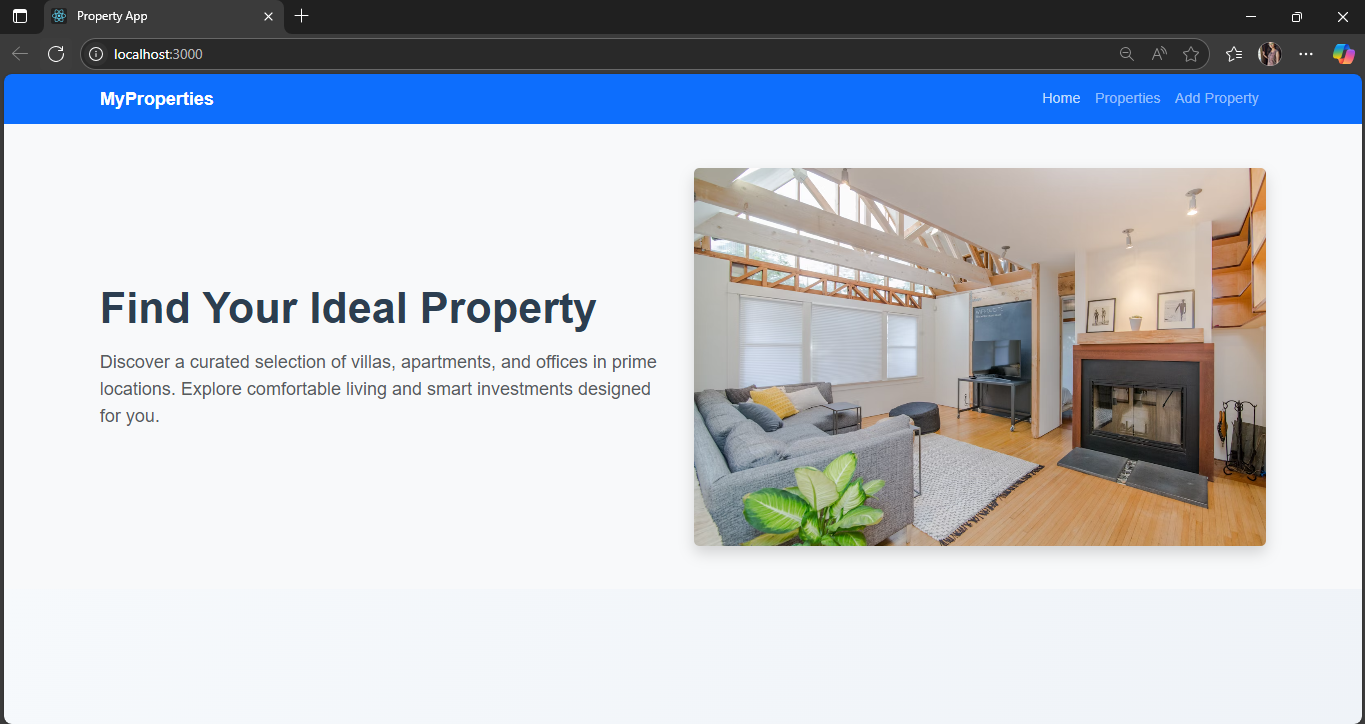 Property App
localhost:3000
MyProperties
Home Properties Add Property
Find Your Ideal Property
Discover a curated selection of villas, apartments, and offices in prime
locations. Explore comfortable living and smart investments designed
for you.